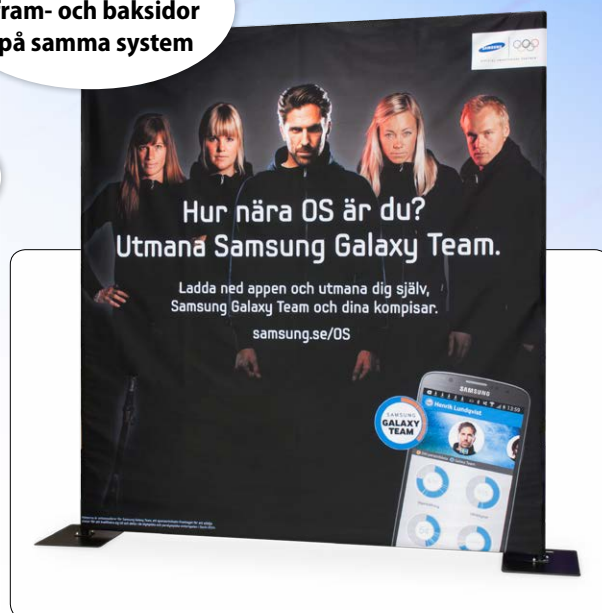 fram- och baksidor
på samma system
SAMSUNG
Hur nära OS är du?
Utmana Samsung Galaxy Team.
Ladda ned appen och utmana dig själv,
Samsung Galaxy Team och dina kompisar.
samsung.se/OS
SAMSUNG
13:50
Henrik Lundqvist
SAMSUNG
GALAXY
TEAM